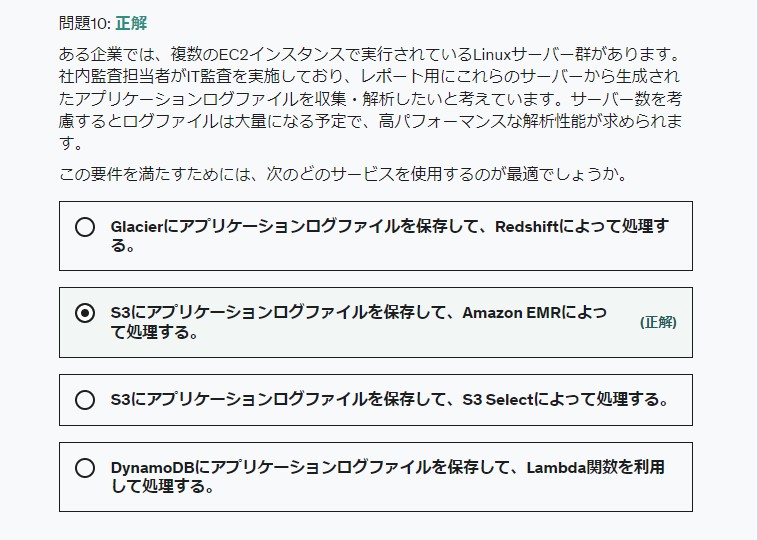 問題10: 正解
ある企業では、複数のEC2インスタンスで実行されているLinuxサーバー群があります。
社内監査担当者がIT監査を実施しており、レポート用にこれらのサーバーから生成され
たアプリケーションログファイルを収集・解析したいと考えています。サーバー数を考
慮するとログファイルは大量になる予定で、高パフォーマンスな解析性能が求められま
す。
この要件を満たすためには、次のどのサービスを使用するのが最適でしょうか。
Glacierにアプリケーションログファイルを保存して、Redshiftによって処理す
る。
S3にアプリケーションログファイルを保存して、Amazon EMRによっ
て処理する。
(正解)
S3にアプリケーションログファイルを保存して、S3 Selectによって処理する。
DynamoDBにアプリケーションログファイルを保存して、Lambda関数を利用
して処理する。